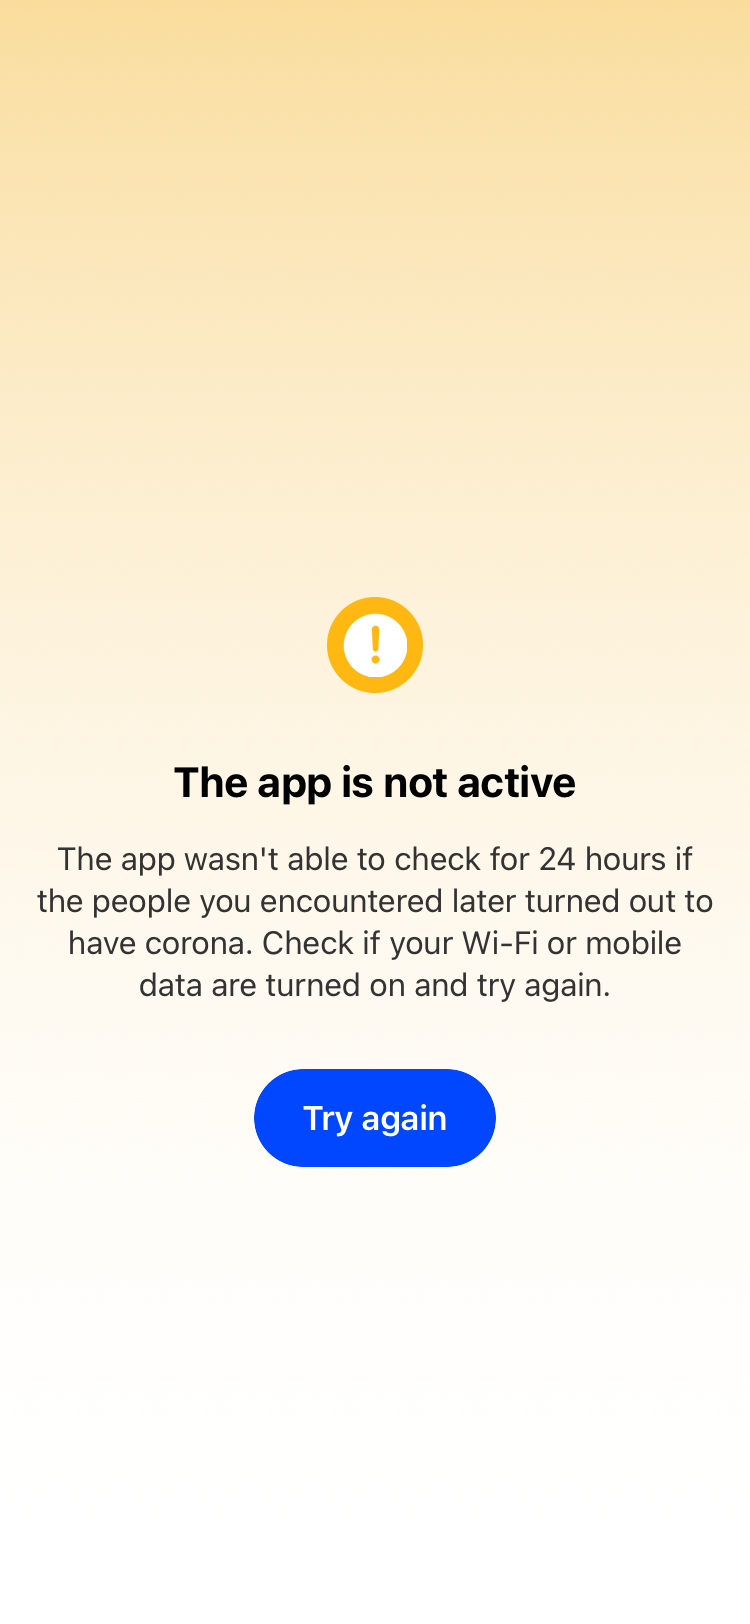 The app is not active
The app wasn't able to check for 24 hours if
the people you encountered later turned out to
have corona. Check if your Wi-Fi or mobile
data are turned on and try again.
Try again